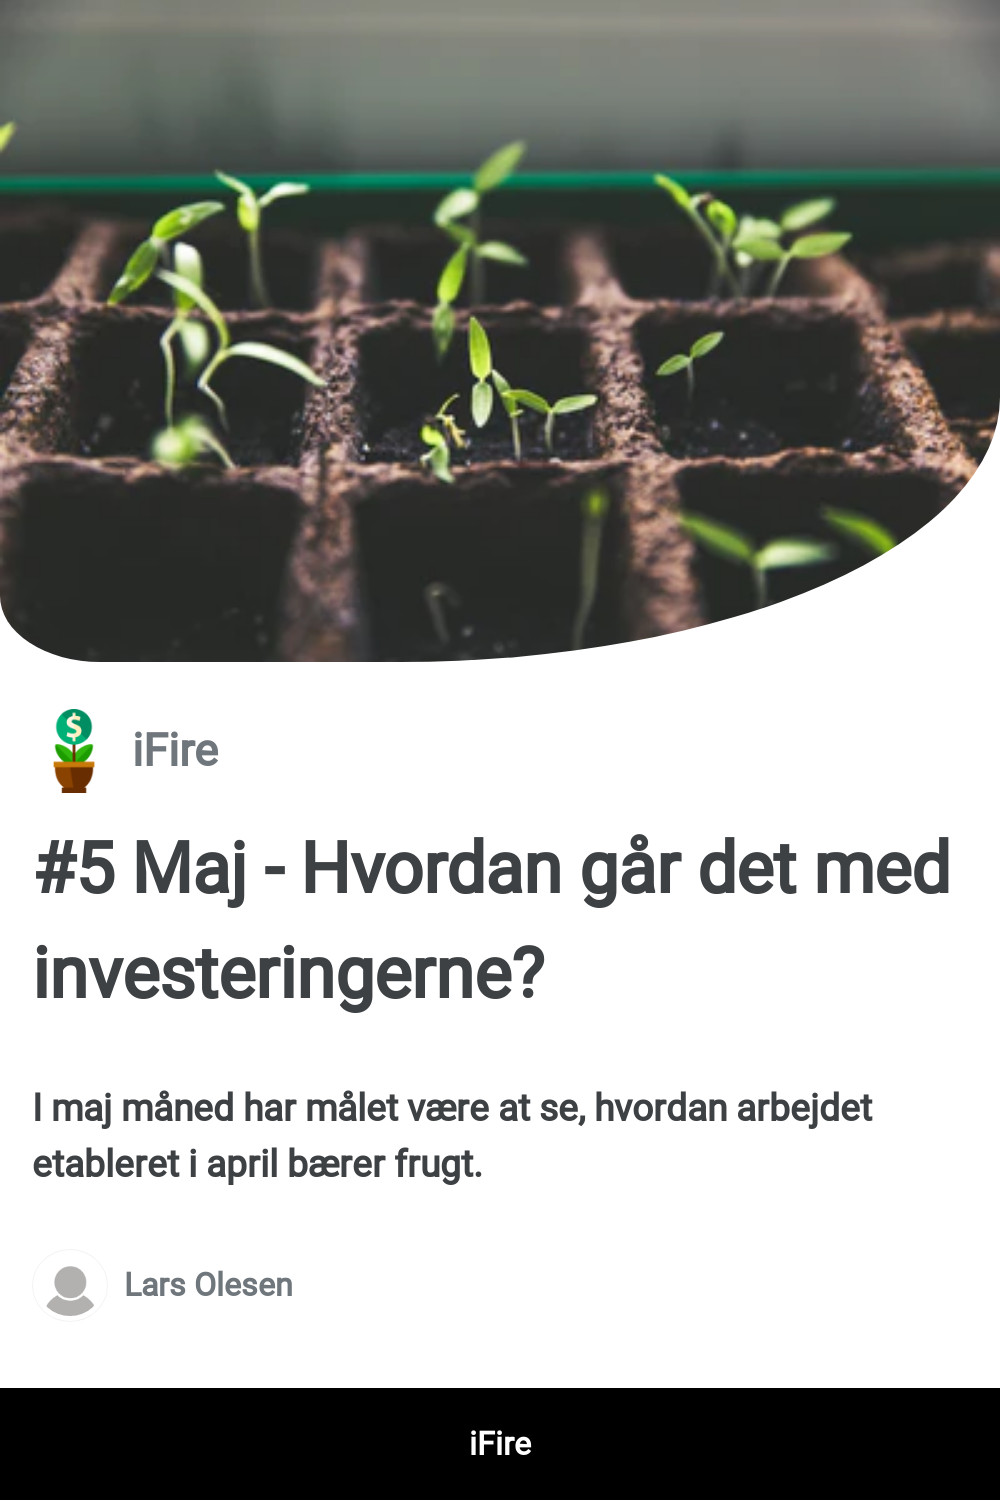 $
iFire
#5 Maj - Hvordan går det med
investeringerne?
I maj måned har målet være at se, hvordan arbejdet
etableret i april bærer frugt.
Lars Olesen
iFire